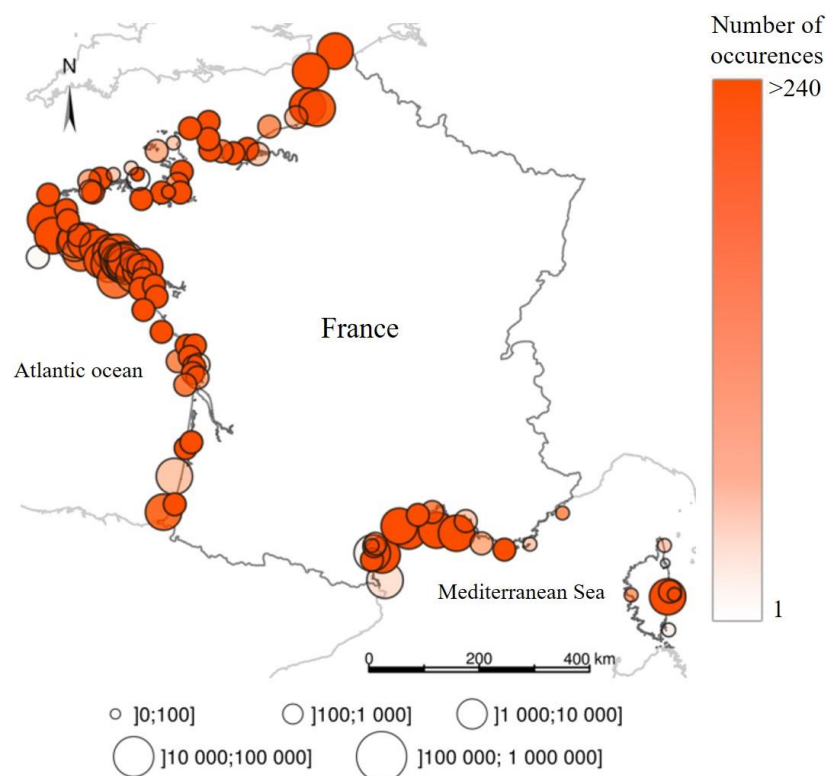 Number of
occurences
>240
N
France
Atlantic ocean
Mediterranean Sea
1
0 200 400 km
]0;100] ]100;1 000] ]1 000;10 000]
]10 000;100 000] ]100 000; 1 000 000]